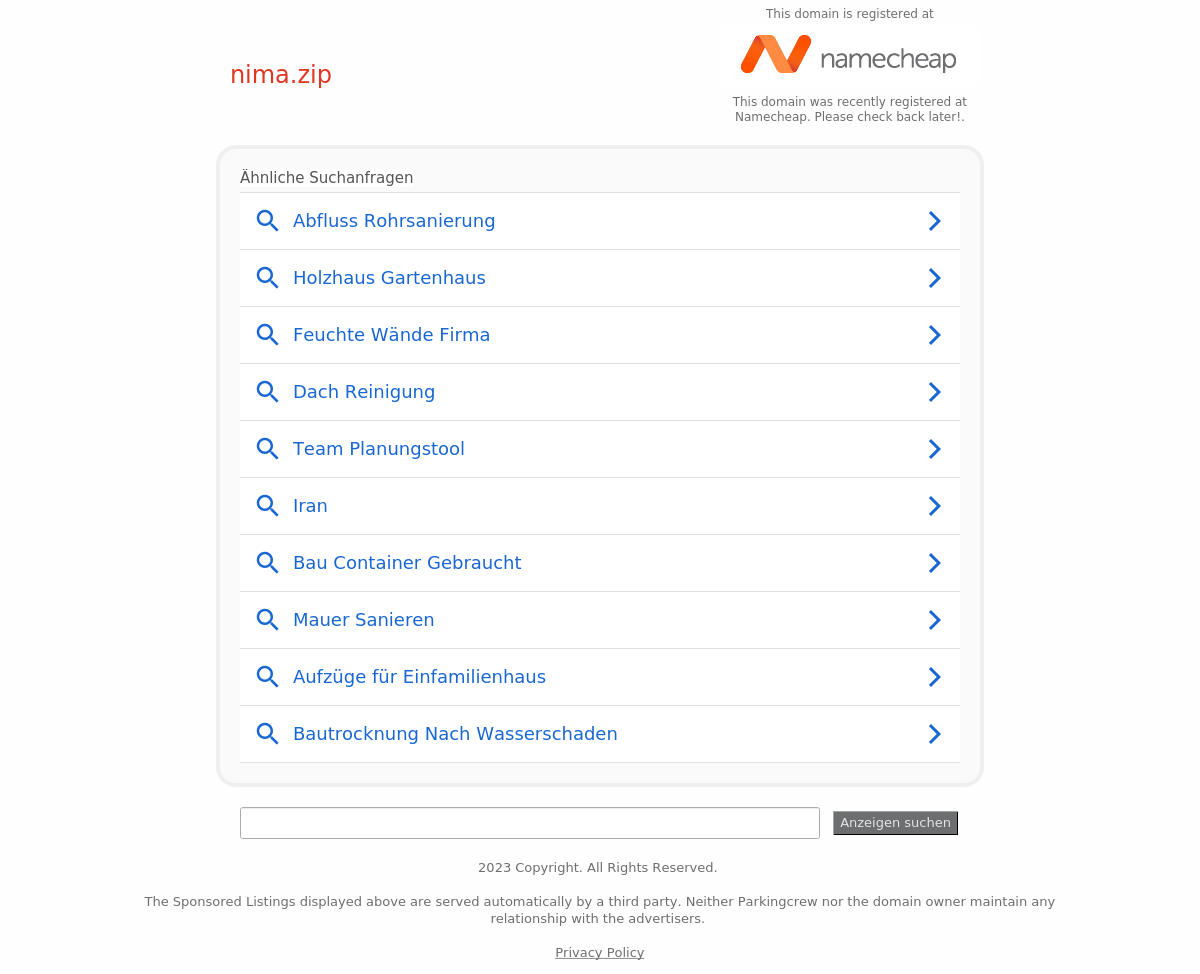 This domain is registered at
namecheap
nima.zip
This domain was recently registered at
Namecheap. Please check back later!.
Ähnliche Suchanfragen
Abfluss Rohrsanierung
Holzhaus Gartenhaus
Feuchte Wände Firma
Dach Reinigung
Team Planungstool
Iran
Bau Container Gebraucht
Mauer Sanieren
Aufzüge für Einfamilienhaus
Bautrocknung Nach Wasserschaden
Anzeigen suchen
2023 Copyright. All Rights Reserved.
The Sponsored Listings displayed above are served automatically by a third party. Neither Parkingcrew nor the domain owner maintain any
relationship with the advertisers.
Privacy Policy